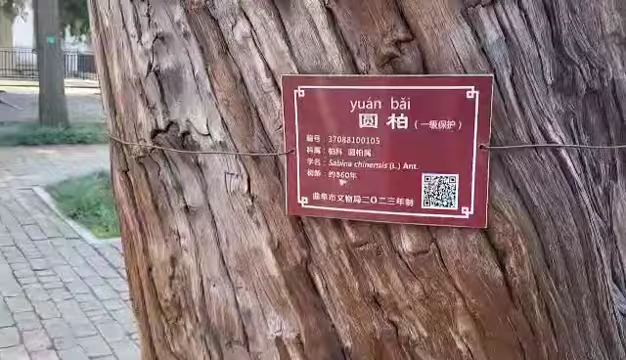 yuán bǎi
圆柏（一级保护）
编号：37088100105
科属：柏科 圆柏属
学名：Sabina chinensis (L.) Ant.
树龄：约860年
曲阜市文物局二〇二三年制